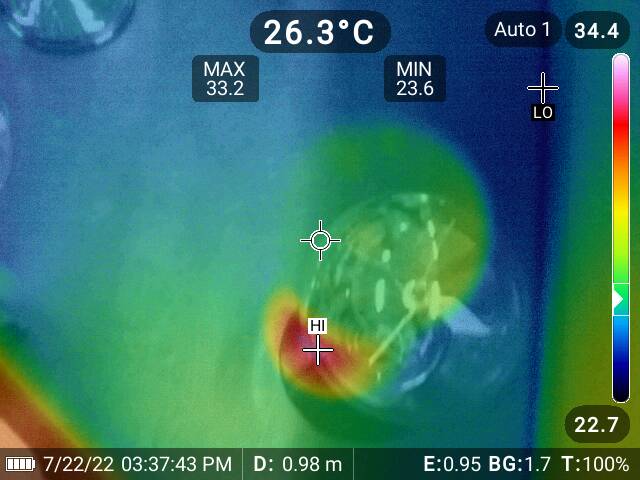 26.3°C
Auto 1
34.4
MAX
33.2
MIN
23.6
LO
HI
22.7
7/22/22 03:37:43 PM
D: 0.98 m
E:0.95 BG:1.7 T:100%